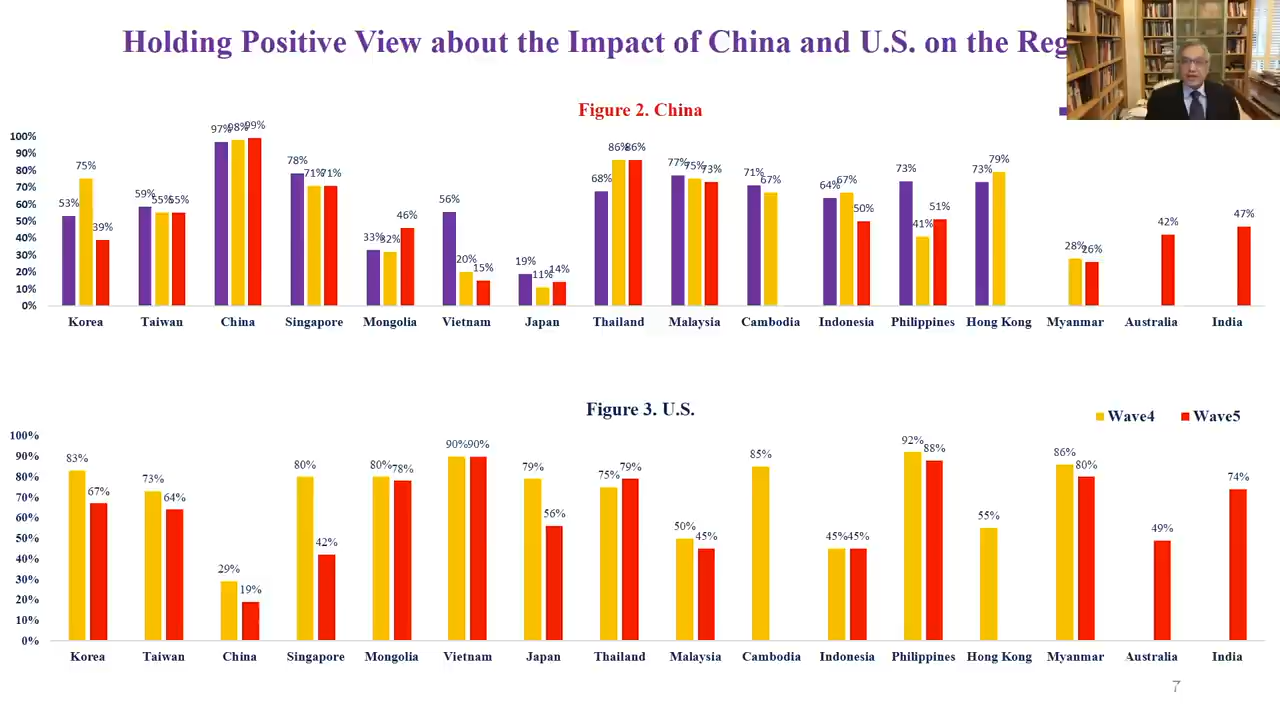 Holding Positive View about the Impact of China and U.S. on the Reg
Figure 2. China
100%
90%
80%
70%
60%
50%
40%
30%
20%
10%
0%
53% 75% 39%
59% 55% 55%
97% 98% 99%
78% 71% 71%
33% 32% 46%
56% 20% 15%
19% 11% 14%
68% 86% 86%
77% 75% 73%
71% 67%
64% 67% 50%
73% 41% 51%
73% 79%
28% 26%
42%
47%
Korea Taiwan China Singapore Mongolia Vietnam Japan Thailand Malaysia Cambodia Indonesia Philippines Hong Kong Myanmar Australia India
Figure 3. U.S.
Wave4 Wave5
100%
90%
80%
70%
60%
50%
40%
30%
20%
10%
0%
83% 67%
73% 64%
29% 19%
80% 42%
80% 78%
90% 90%
79% 56%
75% 79%
50% 45%
85%
45% 45%
92% 88%
55%
86% 80%
49%
74%
Korea Taiwan China Singapore Mongolia Vietnam Japan Thailand Malaysia Cambodia Indonesia Philippines Hong Kong Myanmar Australia India
7